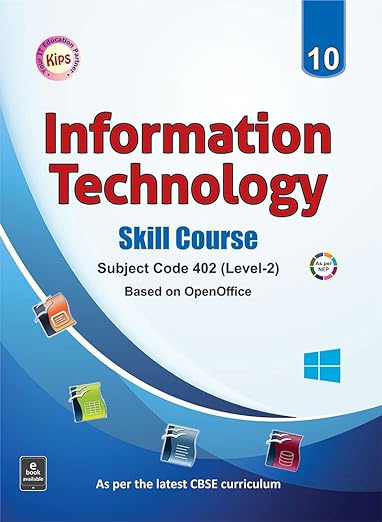 Your IT Education Partner
Kips
10
Information
Technology
Skill Course
Subject Code 402 (Level-2)
Based on OpenOffice
As per
NEP
e
book
available
As per the latest CBSE curriculum